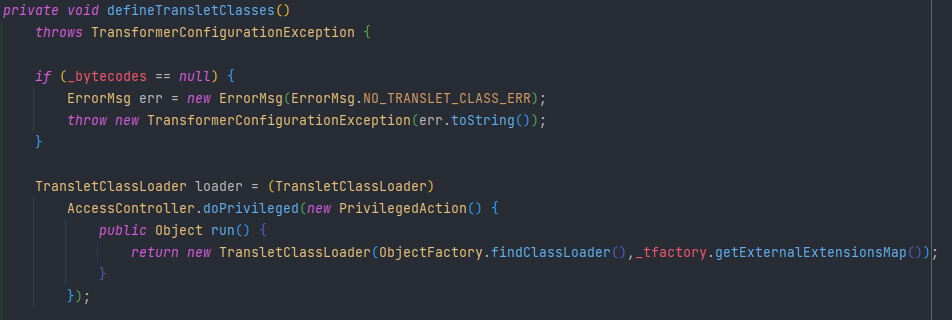 private void defineTransletClasses()
    throws TransformerConfigurationException {

    if (_bytecodes == null) {
        ErrorMsg err = new ErrorMsg(ErrorMsg.NO_TRANSLET_CLASS_ERR);
        throw new TransformerConfigurationException(err.toString());
    }

    TransletClassLoader loader = (TransletClassLoader)
        AccessController.doPrivileged(new PrivilegedAction() {
            public Object run() {
                return new TransletClassLoader(ObjectFactory.findClassLoader(),_tfactory.getExternalExtensionsMap());
            }
        });